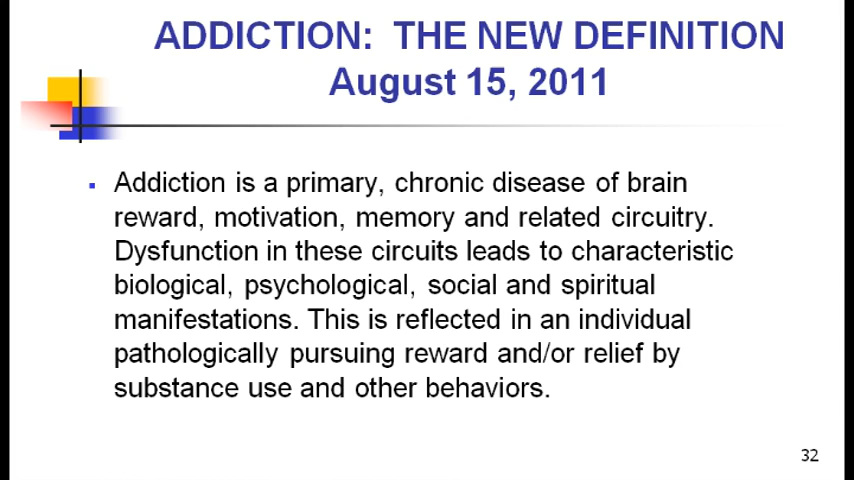 ADDICTION:  THE NEW DEFINITION
August 15, 2011
Addiction is a primary, chronic disease of brain
reward, motivation, memory and related circuitry.
Dysfunction in these circuits leads to characteristic
biological, psychological, social and spiritual
manifestations. This is reflected in an individual
pathologically pursuing reward and/or relief by
substance use and other behaviors.
32